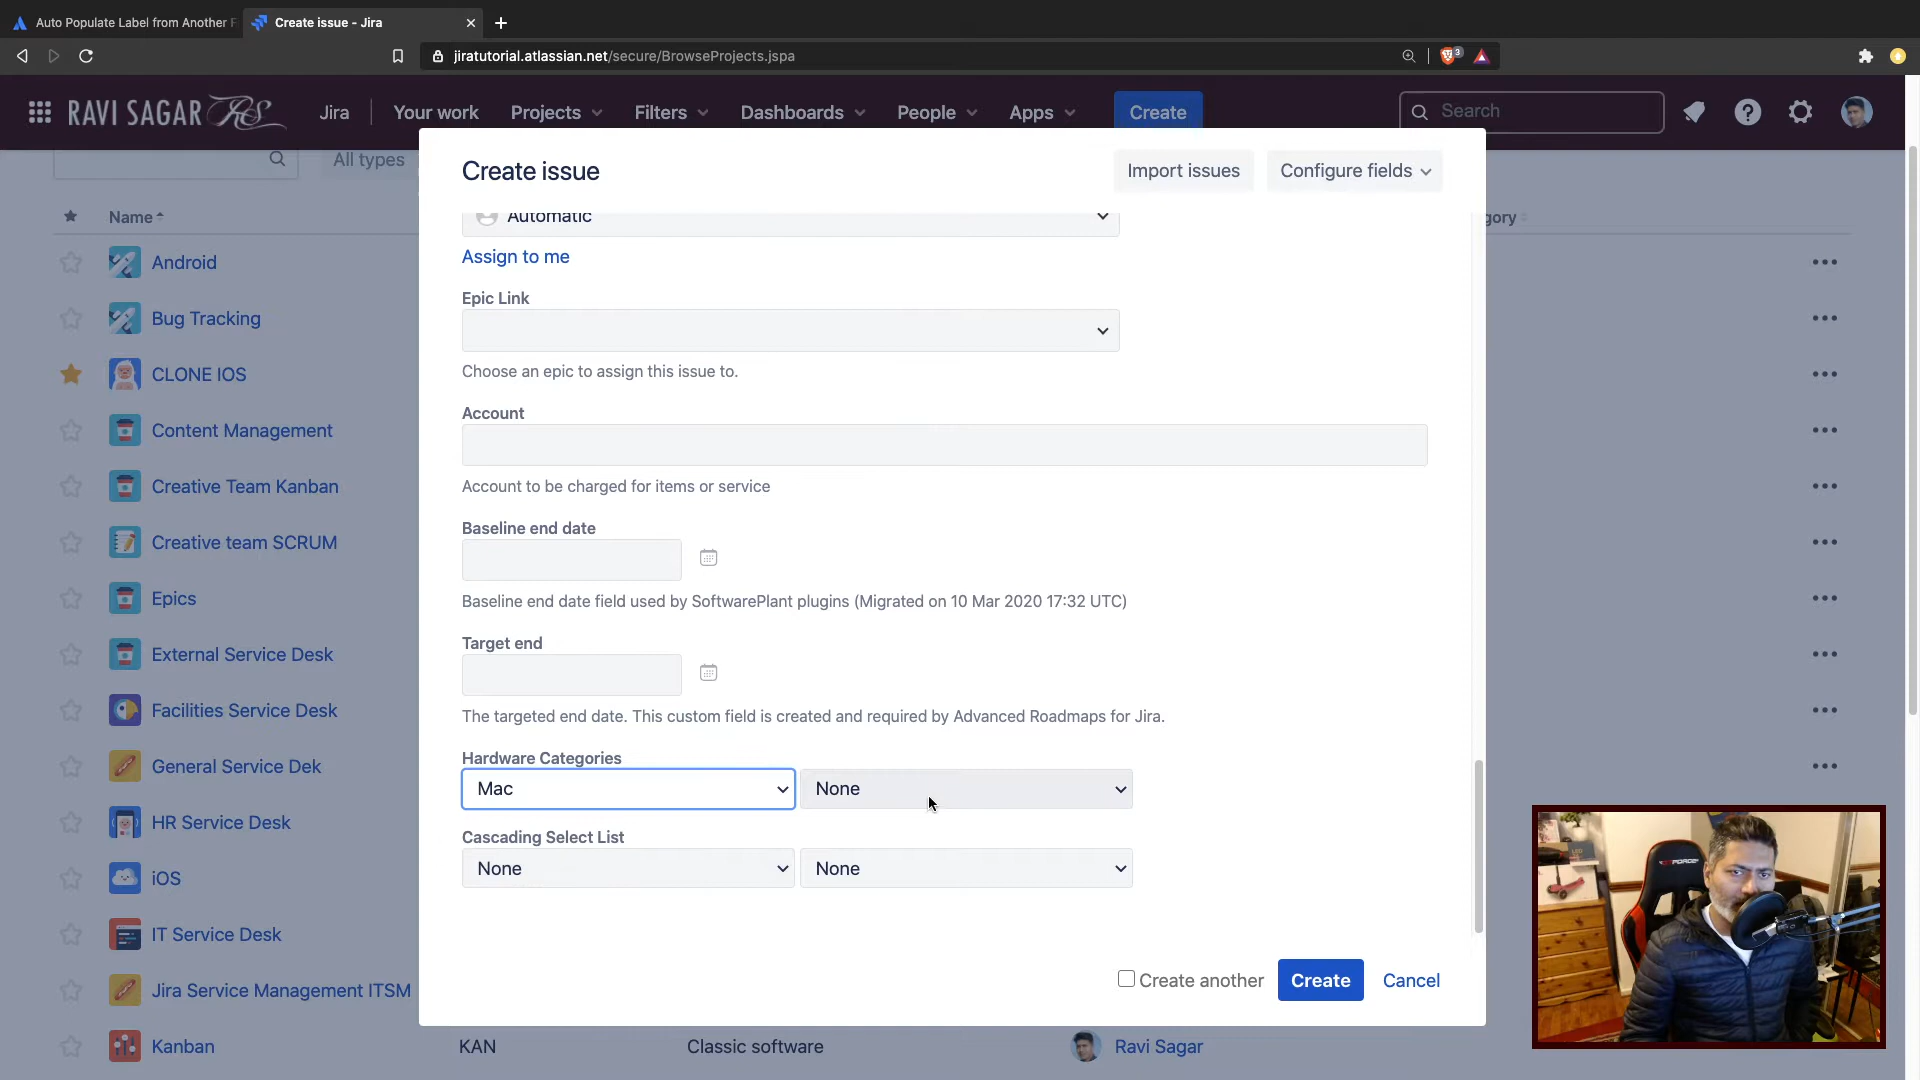 Auto Populate Label from Another F
Create issue - Jira
jiratutorial.atlassian.net/secure/BrowseProjects.jspa
3
RAVI SAGAR RS
Jira
Your work
Projects
Filters
Dashboards
People
Apps
Create
Search
All types
Create issue
Import issues
Configure fields
Name
gory
Automatic
Assign to me
Epic Link
Choose an epic to assign this issue to.
Account
Account to be charged for items or service
Baseline end date
Baseline end date field used by SoftwarePlant plugins (Migrated on 10 Mar 2020 17:32 UTC)
Target end
The targeted end date. This custom field is created and required by Advanced Roadmaps for Jira.
Hardware Categories
Mac
None
Cascading Select List
None
None
Create another
Create
Cancel
Android
Bug Tracking
CLONE IOS
Content Management
Creative Team Kanban
Creative team SCRUM
Epics
External Service Desk
Facilities Service Desk
General Service Dek
HR Service Desk
iOS
IT Service Desk
Jira Service Management ITSM
Kanban
KAN
Classic software
Ravi Sagar